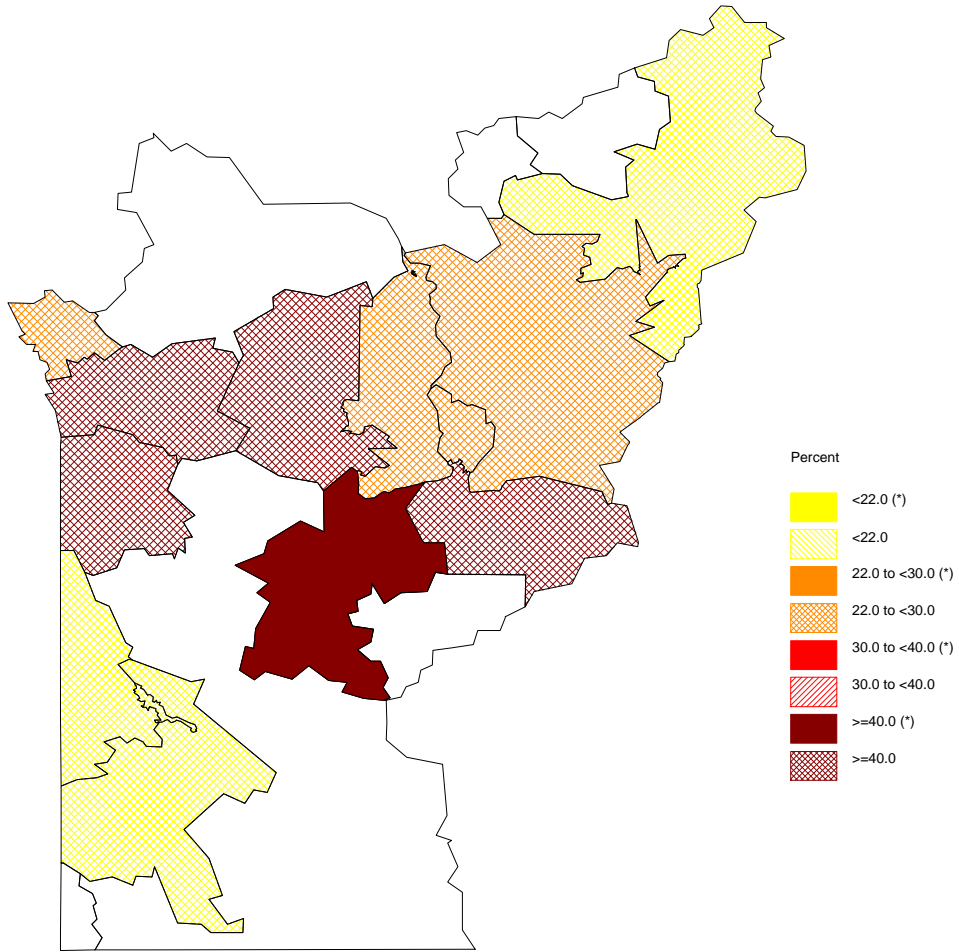 Percent
<22.0 (*)
<22.0
22.0 to <30.0 (*)
22.0 to <30.0
30.0 to <40.0 (*)
30.0 to <40.0
>=40.0 (*)
>=40.0